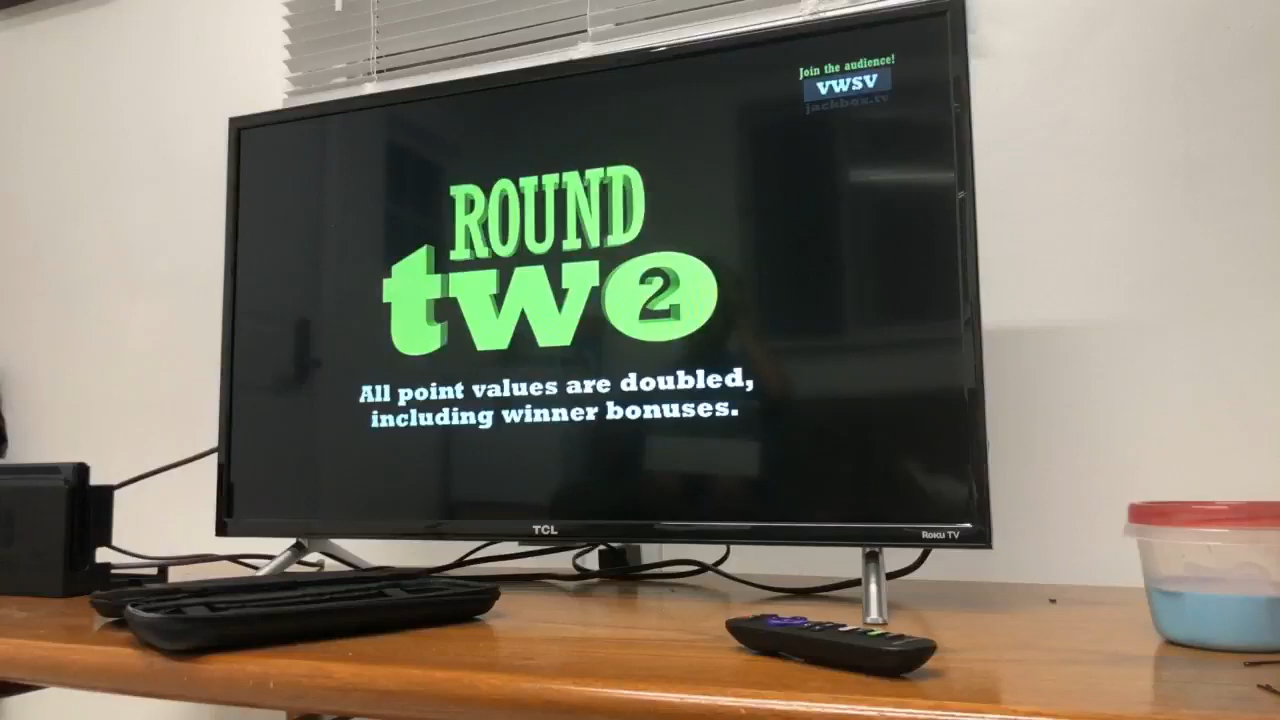 Join the audience!
VWSV
jackbox.tv
ROUND
twO
2
All point values are doubled,
including winner bonuses.
TCL
ROKU TV